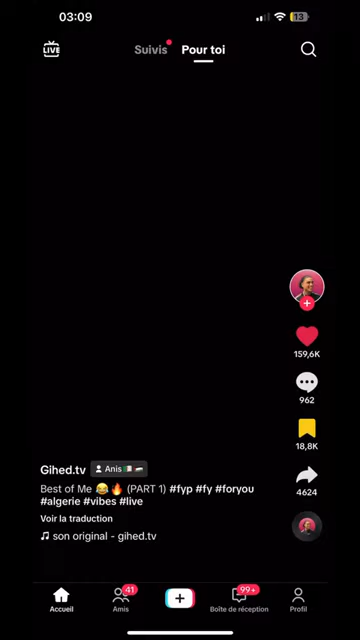 03:09
13
LIVE
Suivis
Pour toi
159,6K
962
18,8K
4624
Gihed.tv
Anis🇩🇿🇵🇸
Best of Me 😂🔥 (PART 1) #fyp #fy #foryou
#algerie #vibes #live
Voir la traduction
son original - gihed.tv
41
99+
Accueil
Amis
Boîte de réception
Profil